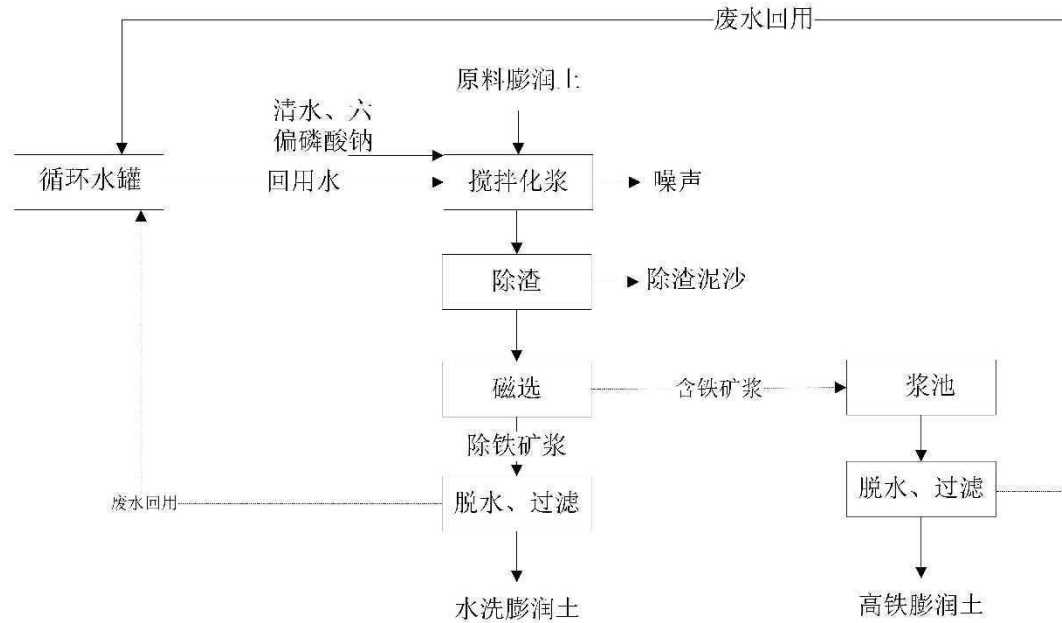 废水回用
原料膨润土
清水、六
偏磷酸钠
循环水罐
回用水
搅拌化浆
噪声
除渣
除渣泥沙
磁选
含铁矿浆
浆池
除铁矿浆
废水回用
脱水、过滤
脱水、过滤
水洗膨润土
高铁膨润土